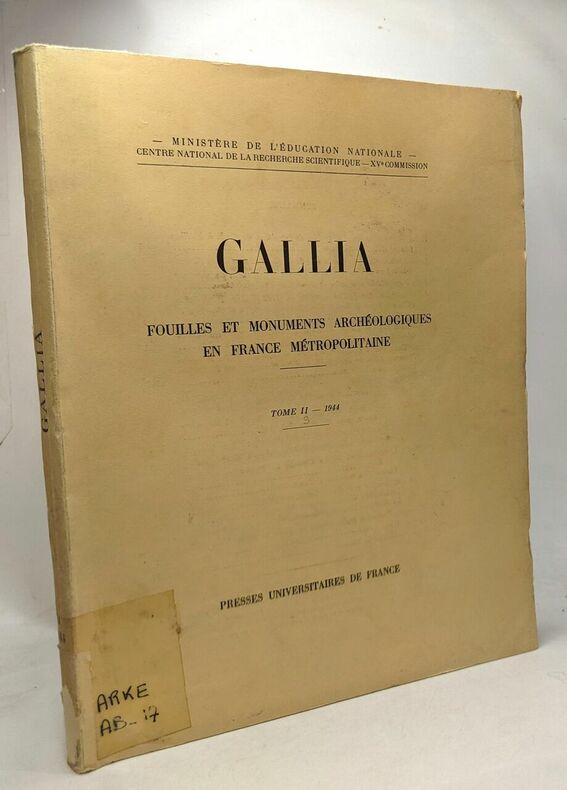 — MINISTÈRE DE L'ÉDUCATION NATIONALE —
CENTRE NATIONAL DE LA RECHERCHE SCIENTIFIQUE — XVe COMMISSION
GALLIA
FOUILLES ET MONUMENTS ARCHÉOLOGIQUES
EN FRANCE MÉTROPOLITAINE
TOME II — 1944
3
PRESSES UNIVERSITAIRES DE FRANCE
GALLIA
ARKE
AB_ 17